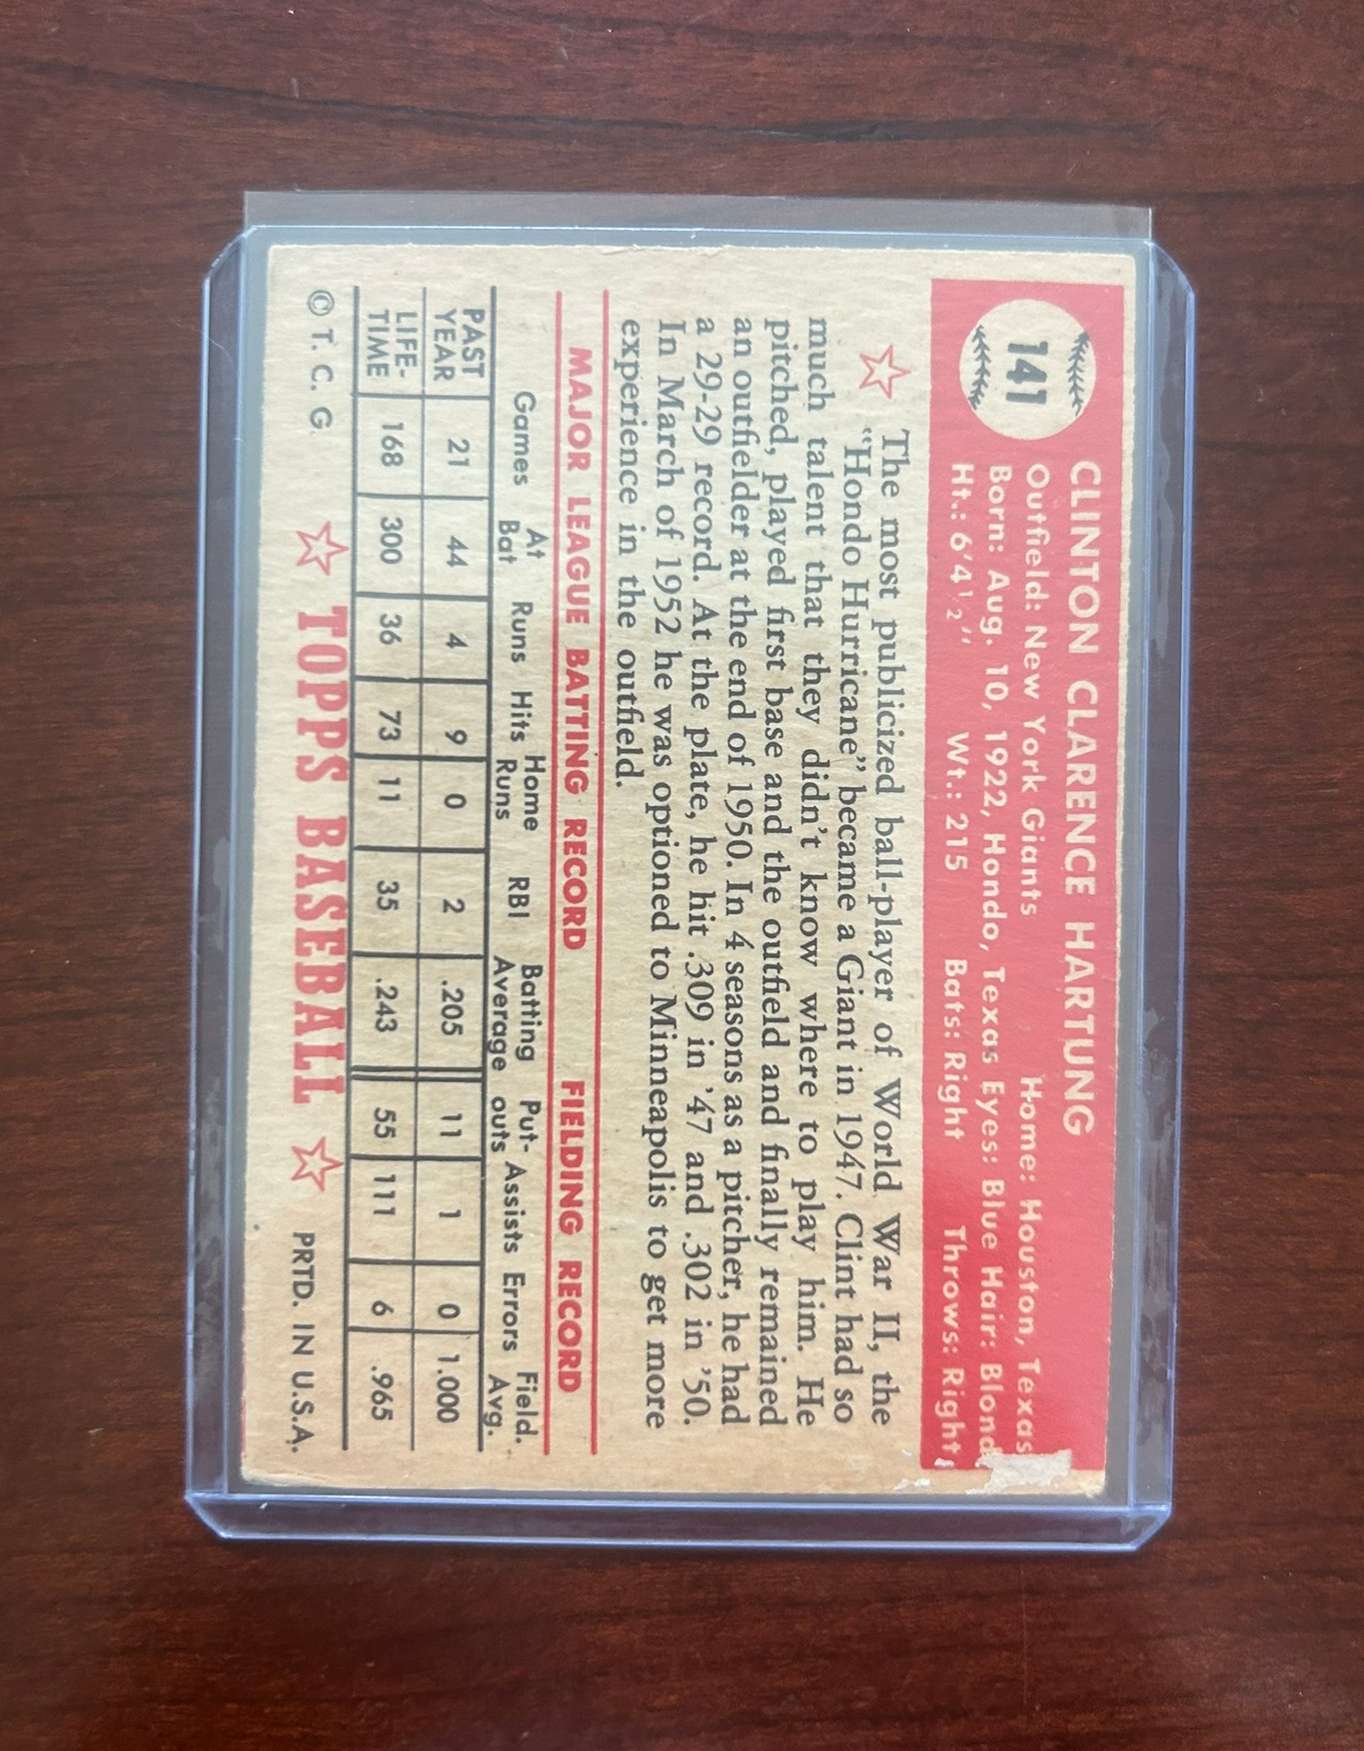 141
CLINTON CLARENCE HARTUNG
Outfield: New York Giants Home: Houston, Texas
Born: Aug. 10, 1922, Hondo, Texas Eyes: Blue Hair: Blond
Ht.: 6'4½" Wt.: 215 Bats: Right Throws: Right
The most publicized ball-player of World War II, the
"Hondo Hurricane" became a Giant in 1947. Clint had so
much talent that they didn't know where to play him. He
pitched, played first base and the outfield and finally remained
an outfielder at the end of 1950. In 4 seasons as a pitcher, he had
a 29-29 record. At the plate, he hit .309 in '47 and .302 in '50.
In March of 1952 he was optioned to Minneapolis to get more
experience in the outfield.
MAJOR LEAGUE BATTING RECORD FIELDING RECORD
Games At Bat Runs Hits Home Runs RBI Batting Average Put-outs Assists Errors Field. Avg.
PAST YEAR 21 44 4 9 0 2 .205 11 1 0 1.000
LIFE-TIME 168 300 36 73 11 35 .243 55 111 6 .965
© T. C. G. TOPPS BASEBALL PRTD. IN U.S.A.